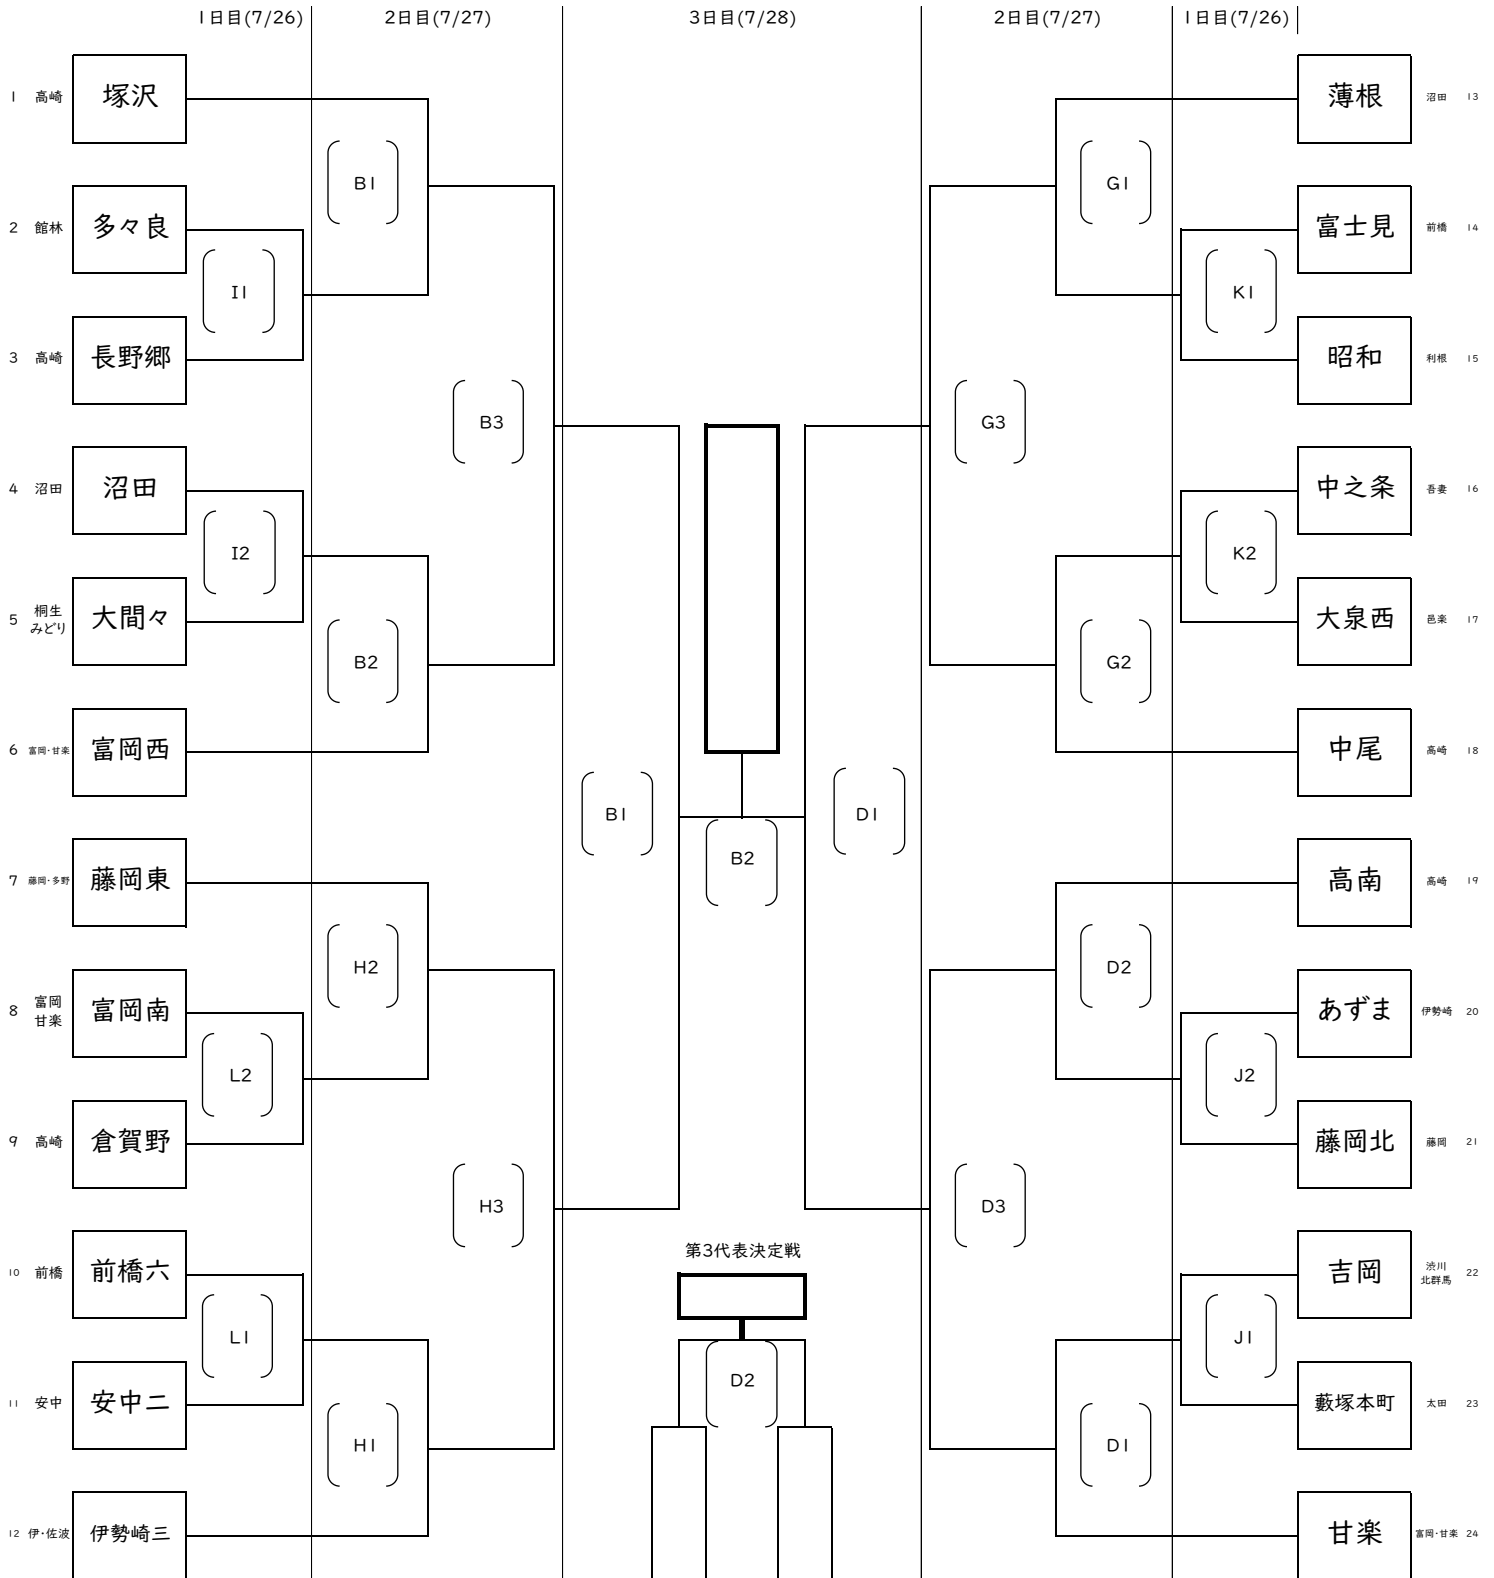 1日目(7/26) 2日目(7/27) 3日目(7/28) 2日目(7/27) 1日目(7/26)
1 高崎 塚沢
2 館林 多々良
3 高崎 長野郷
4 沼田 沼田
5 桐生
みどり 大間々
6 富岡・甘楽 富岡西
7 藤岡・多野 藤岡東
8 富岡
甘楽 富岡南
9 高崎 倉賀野
10 前橋 前橋六
11 安中 安中二
12 伊・佐波 伊勢崎三
I1
I2
L2
L1
B1
B2
H2
H1
B3
H3
B1
B2
D1
第3代表決定戦
D2
G3
D3
G1
G2
D2
D1
K1
K2
J2
J1
薄根 沼田 13
富士見 前橋 14
昭和 利根 15
中之条 吾妻 16
大泉西 邑楽 17
中尾 高崎 18
高南 高崎 19
あずま 伊勢崎 20
藤岡北 藤岡 21
吉岡 渋川
北群馬 22
藪塚本町 太田 23
甘楽 富岡・甘楽 24